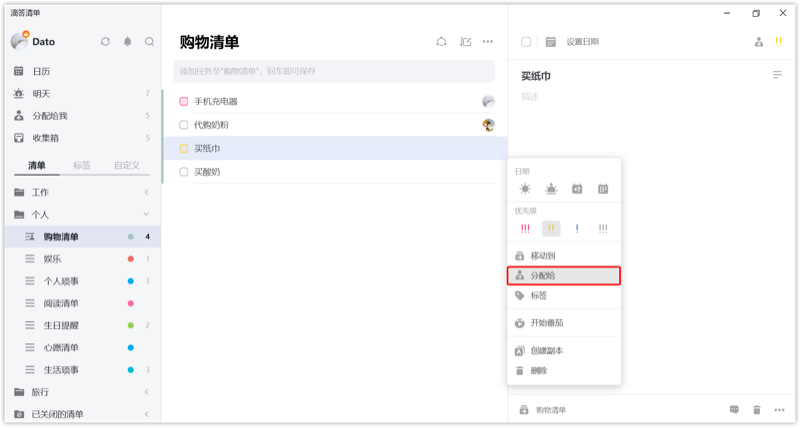 滴答清单
Dato
日历
明天 7
分配给我 5
收集箱 5
清单 标签 自定义
工作
个人
购物清单 4
娱乐 1
个人琐事 3
阅读清单
生日提醒 2
心愿清单
生活琐事 3
旅行
已关闭的清单
购物清单
添加任务至“购物清单”，回车即可保存
手机充电器
代购奶粉
买纸巾
买酸奶
设置日期 !!
买纸巾
描述
日期
+7
优先级
!!! !! ! !!!
移动到
分配给
标签
开始番茄
创建副本
删除
购物清单